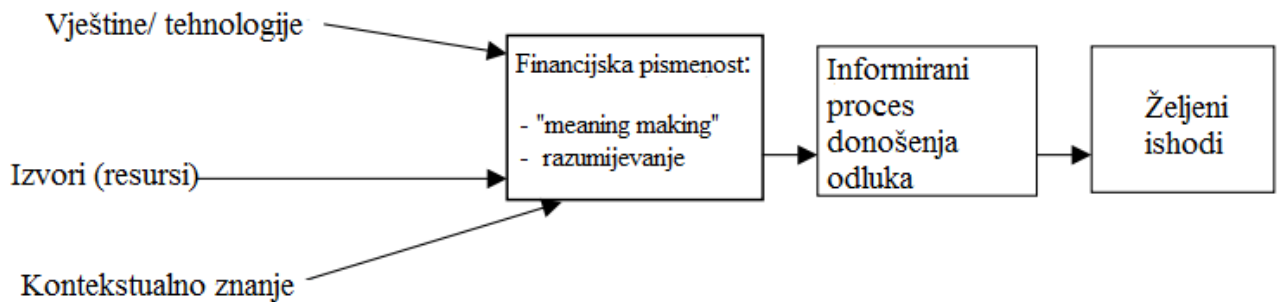 Vještine/ tehnologije
Izvori (resursi)
Kontekstualno znanje
Financijska pismenost:
- "meaning making"
- razumijevanje
Informirani
proces
donošenja
odluka
Željeni
ishodi